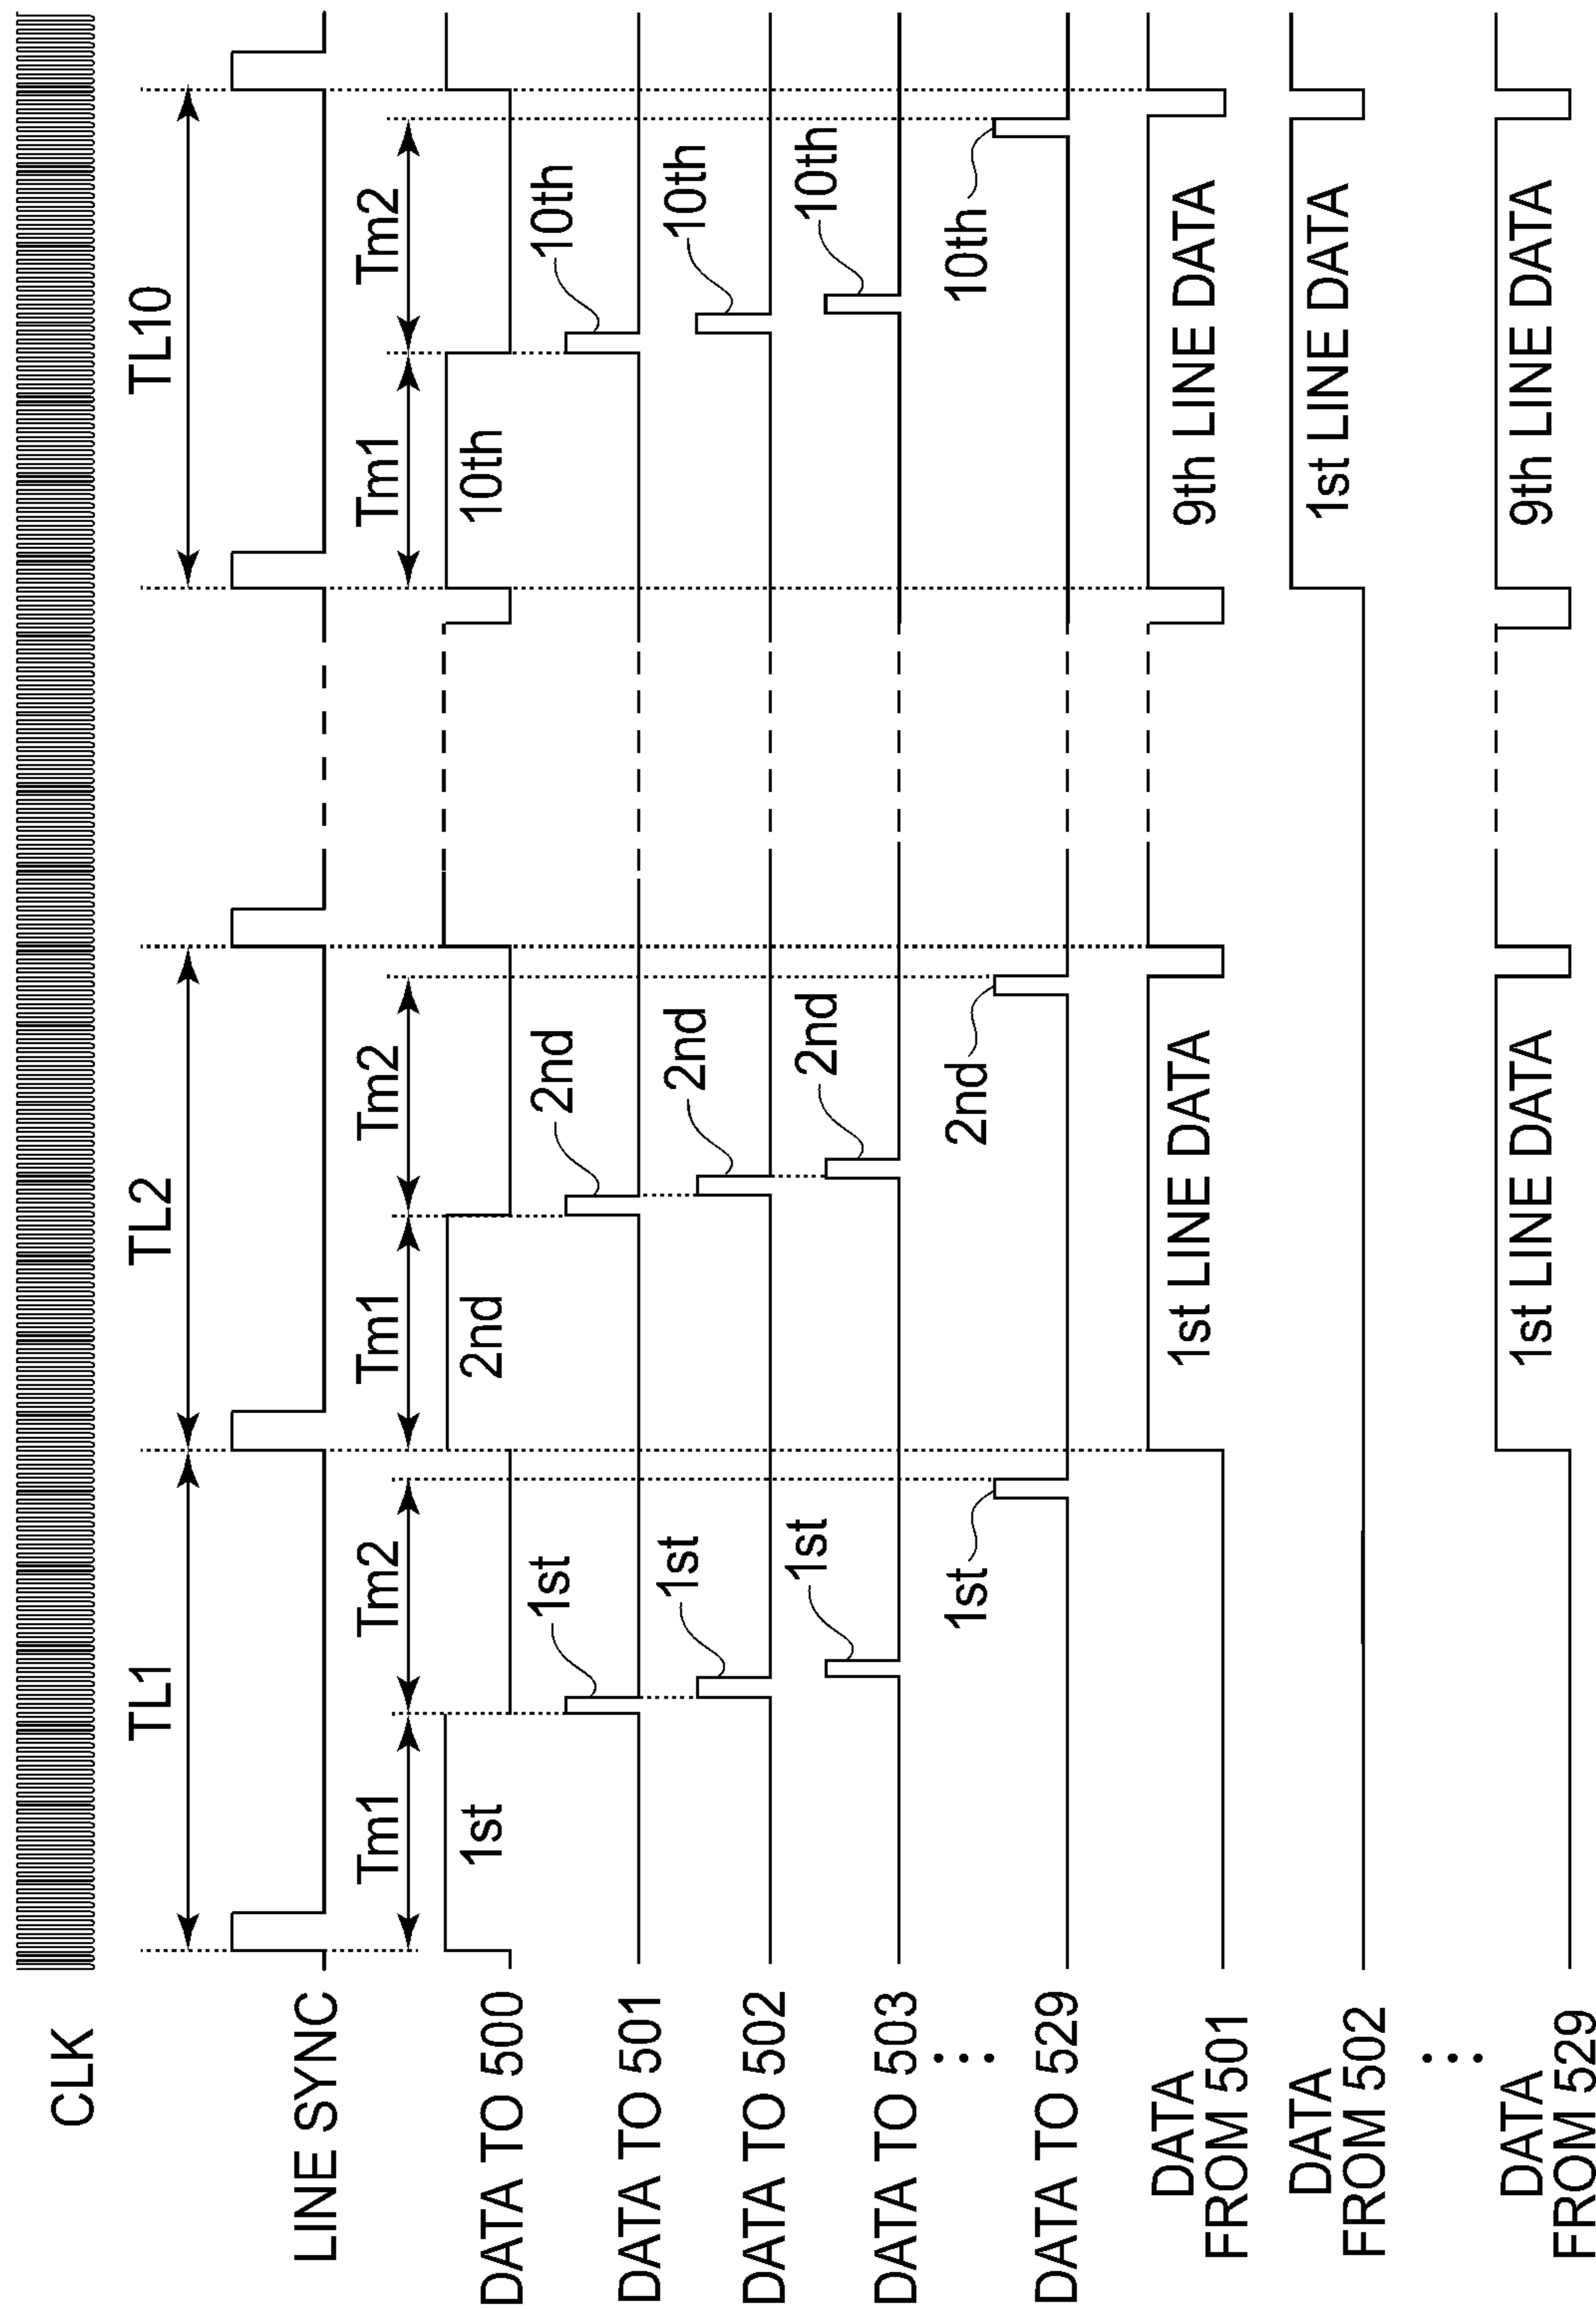 CLK
TL1
TL2
TL10
LINE SYNC
Tm1
Tm2
Tm1
Tm2
Tm1
Tm2
DATA TO 500
1st
2nd
10th
DATA TO 501
1st
2nd
10th
DATA TO 502
1st
2nd
10th
DATA TO 503
1st
2nd
10th
DATA TO 529
1st
2nd
10th
DATA
FROM 501
1st LINE DATA
9th LINE DATA
DATA
FROM 502
1st LINE DATA
DATA
FROM 529
1st LINE DATA
9th LINE DATA